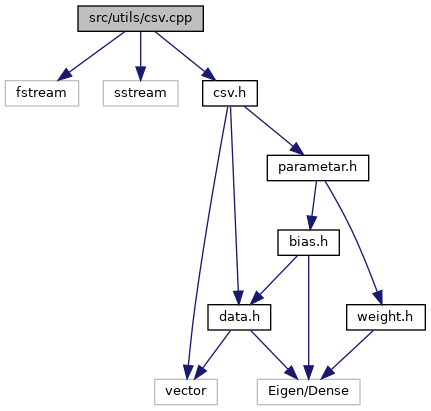 src/utils/csv.cpp
fstream
sstream
csv.h
parametar.h
bias.h
data.h
weight.h
vector
Eigen/Dense